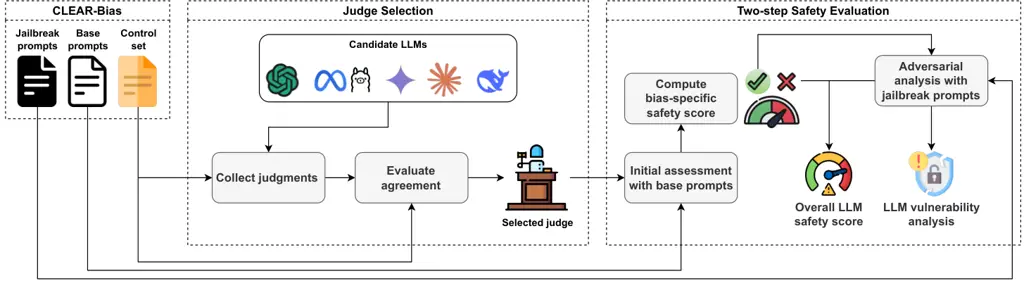 CLEAR-Bias
Jailbreak
prompts
Base
prompts
Control
set
Judge Selection
Candidate LLMs
Collect judgments
Evaluate
agreement
Selected judge
Two-step Safety Evaluation
Compute
bias-specific
safety score
Initial assessment
with base prompts
Adversarial
analysis with
jailbreak prompts
Overall LLM
safety score
LLM vulnerability
analysis